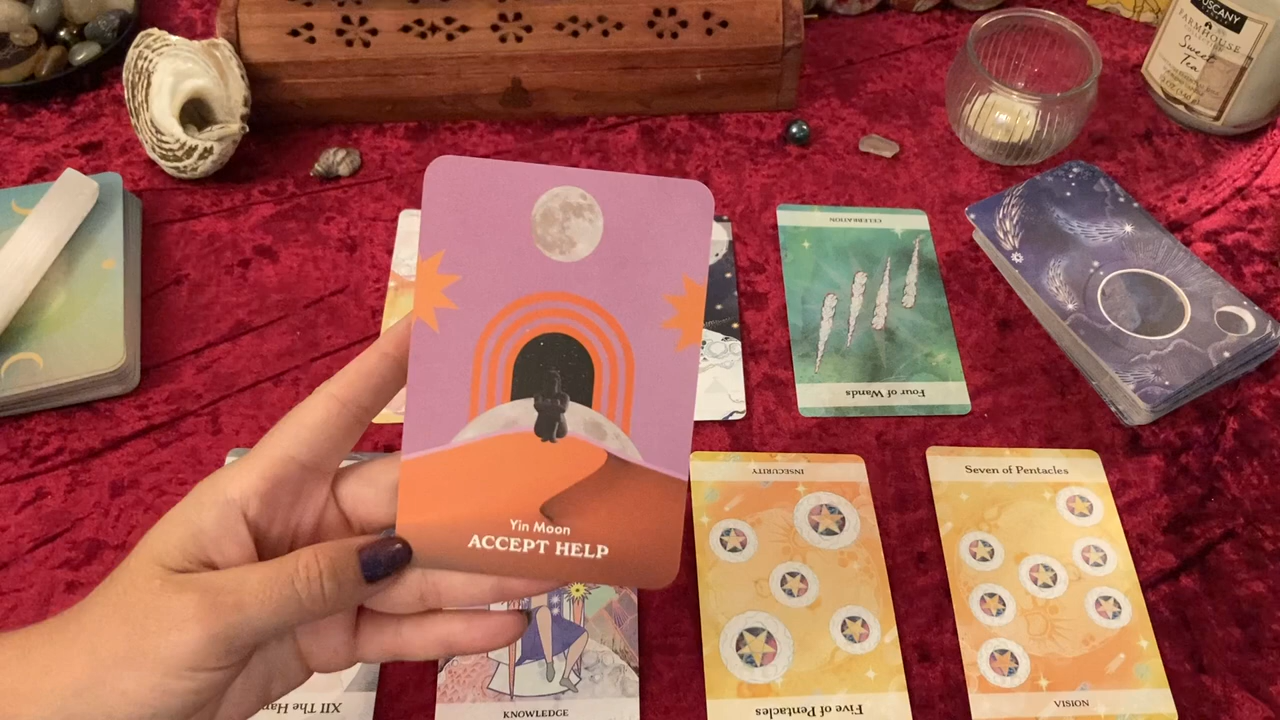 TUSCANY
FARMHOUSE
Sweet
Tea
CELEBRATION
Four of Wands
Yin Moon
ACCEPT HELP
INSECURITY
Five of Pentacles
Seven of Pentacles
VISION
XII The Han
KNOWLEDGE